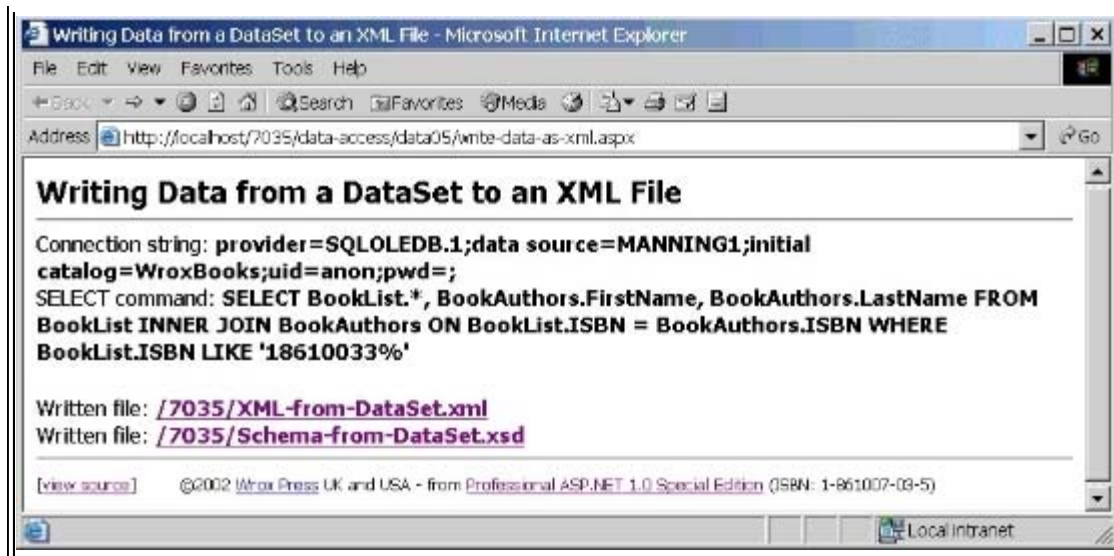 Writing Data from a DataSet to an XML File - Microsoft Internet Explorer
File Edit View Favorites Tools Help
Back Search Favorites Media
Address http://localhost/7035/data-access/data05/write-data-as-xml.aspx Go
Writing Data from a DataSet to an XML File
Connection string: provider=SQLOLEDB.1;data source=MANNING1;initial
catalog=WroxBooks;uid=anon;pwd=;
SELECT command: SELECT BookList.*, BookAuthors.FirstName, BookAuthors.LastName FROM
BookList INNER JOIN BookAuthors ON BookList.ISBN = BookAuthors.ISBN WHERE
BookList.ISBN LIKE '18610033%'
Written file: /7035/XML-from-DataSet.xml
Written file: /7035/Schema-from-DataSet.xsd
[view source] ©2002 Wrox Press UK and USA - from Professional ASP.NET 1.0 Special Edition (ISBN: 1-861007-03-5)
Local intranet